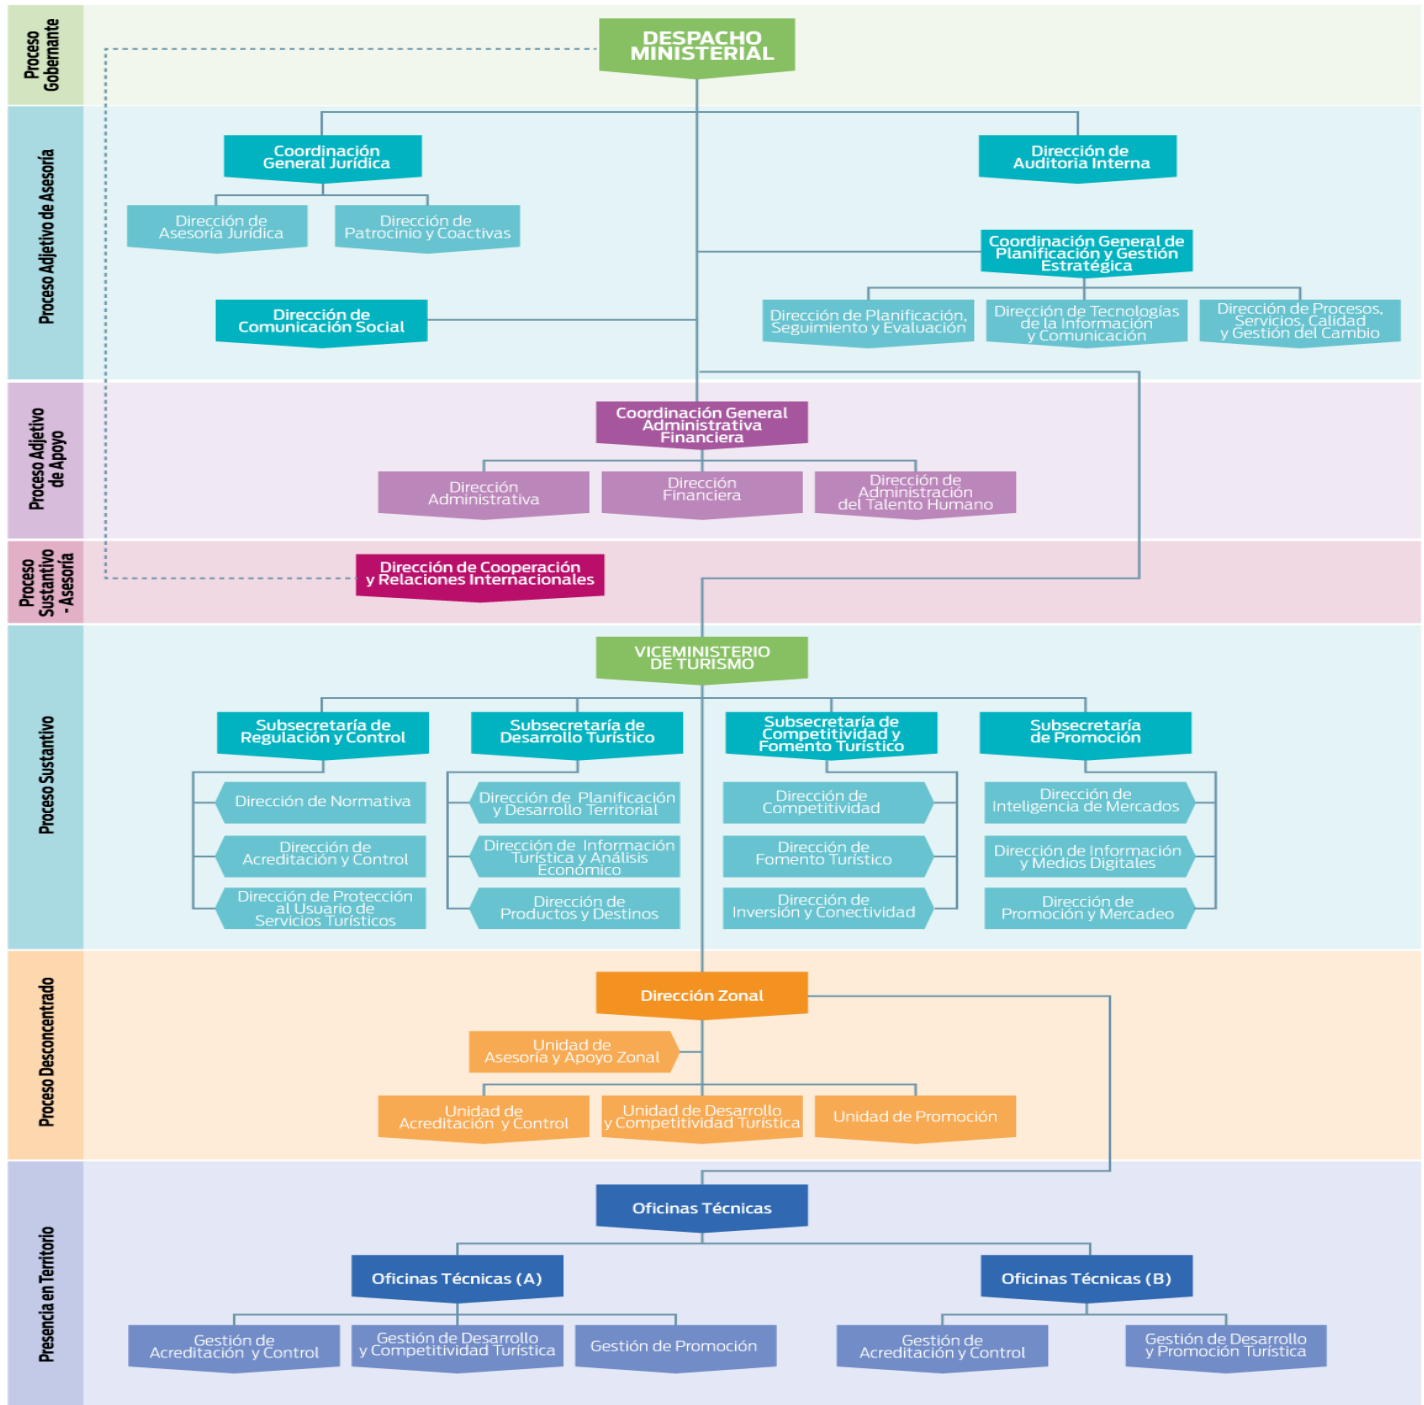 Proceso
Gobernante
DESPACHO
MINISTERIAL
Proceso Adjetivo de Asesoría
Coordinación
General Jurídica
Dirección de
Auditoria Interna
Dirección de
Asesoría Jurídica
Dirección de
Patrocinio y Coactivas
Coordinación General de
Planificación y Gestión
Estratégica
Dirección de
Comunicación Social
Dirección de Planificación,
Seguimiento y Evaluación
Dirección de Tecnologías
de la Información
y Comunicación
Dirección de Procesos,
Servicios, Calidad
y Gestión del Cambio
Proceso Adjetivo
de Apoyo
Coordinación General
Administrativa
Financiera
Dirección
Administrativa
Dirección
Financiera
Dirección de
Administración
del Talento Humano
Proceso
Sustantivo
- Asesoría
Dirección de Cooperación
y Relaciones Internacionales
Proceso Sustantivo
VICEMINISTERIO
DE TURISMO
Subsecretaría de
Regulación y Control
Subsecretaría de
Desarrollo Turístico
Subsecretaría de
Competitividad y
Fomento Turístico
Subsecretaría
de Promoción
Dirección de Normativa
Dirección de Planificación
y Desarrollo Territorial
Dirección de
Competitividad
Dirección de
Inteligencia de Mercados
Dirección de
Acreditación y Control
Dirección de Información
Turística y Análisis
Económico
Dirección de
Fomento Turístico
Dirección de Información
y Medios Digitales
Dirección de Protección
al Usuario de
Servicios Turísticos
Dirección de
Productos y Destinos
Dirección de
Inversión y Conectividad
Dirección de
Promoción y Mercadeo
Proceso Desconcentrado
Dirección Zonal
Unidad de
Asesoría y Apoyo Zonal
Unidad de
Acreditación y Control
Unidad de Desarrollo
y Competitividad Turística
Unidad de Promoción
Presencia en Territorio
Oficinas Técnicas
Oficinas Técnicas (A)
Oficinas Técnicas (B)
Gestión de
Acreditación y Control
Gestión de Desarrollo
y Competitividad Turística
Gestión de Promoción
Gestión de
Acreditación y Control
Gestión de Desarrollo
y Promoción Turística